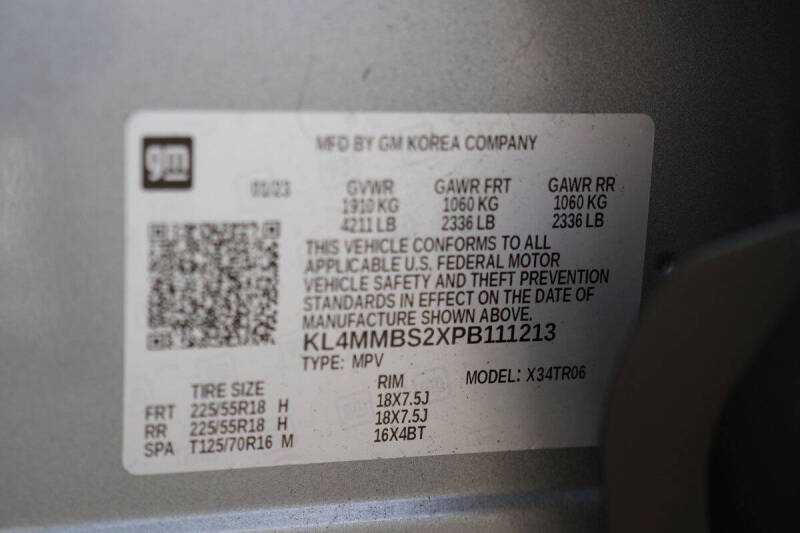 gm
MFD BY GM KOREA COMPANY
GVWR GAWR FRT GAWR RR
1910 KG 1060 KG 1060 KG
4211 LB 2336 LB 2336 LB
THIS VEHICLE CONFORMS TO ALL
APPLICABLE U.S. FEDERAL MOTOR
VEHICLE SAFETY AND THEFT PREVENTION
STANDARDS IN EFFECT ON THE DATE OF
MANUFACTURE SHOWN ABOVE.
KL4MMBS2XPB111213
TYPE: MPV
MODEL: X34TR06
TIRE SIZE RIM
FRT 225/55R18 H 18X7.5J
RR 225/55R18 H 18X7.5J
SPA T125/70R16 M 16X4BT